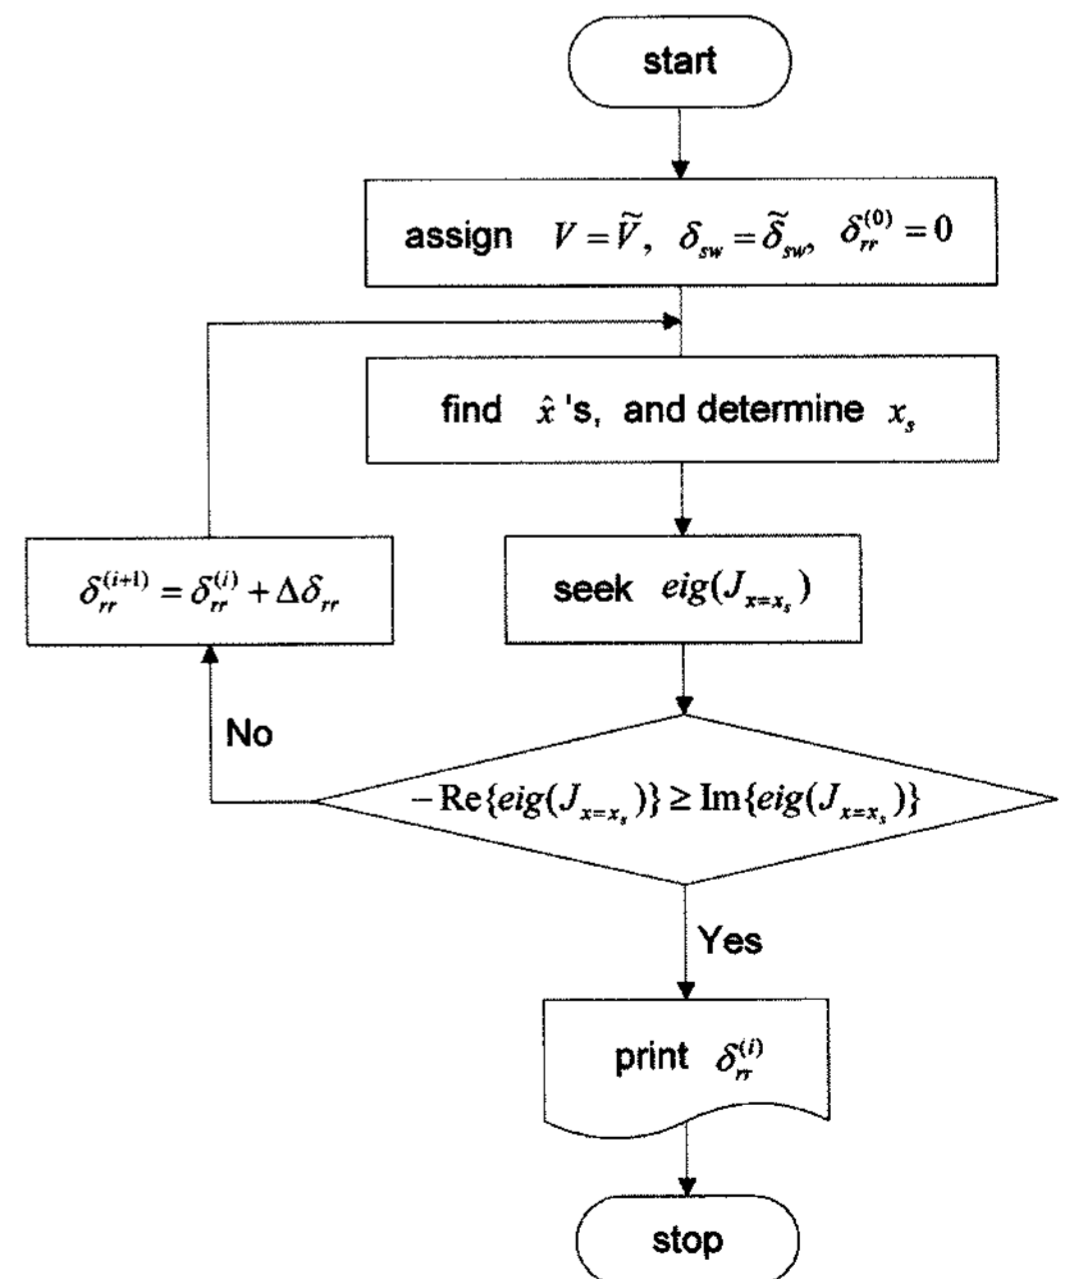 start
assign V = Ṽ, δ_sw = δ̃_sw, δ_rr^(0) = 0
find x̂ 's, and determine x_s
δ_rr^(i+1) = δ_rr^(i) + Δδ_rr
seek eig(J_x=x_s)
No
−Re{eig(J_x=x_s)} ≥ Im{eig(J_x=x_s)}
Yes
print δ_rr^(i)
stop